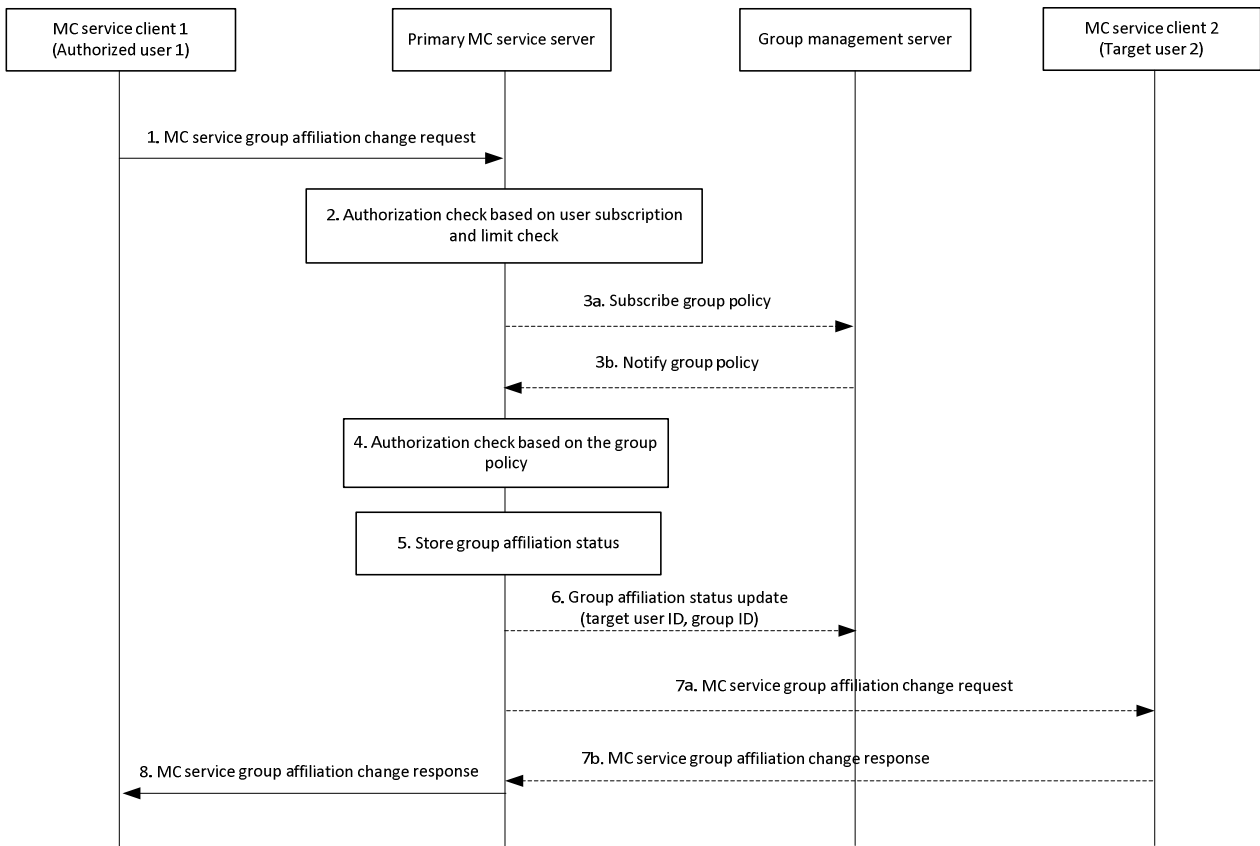 MC service client 1
(Authorized user 1)
Primary MC service server
Group management server
MC service client 2
(Target user 2)
1. MC service group affiliation change request
2. Authorization check based on user subscription
and limit check
3a. Subscribe group policy
3b. Notify group policy
4. Authorization check based on the group
policy
5. Store group affiliation status
6. Group affiliation status update
(target user ID, group ID)
7a. MC service group affiliation change request
7b. MC service group affiliation change response
8. MC service group affiliation change response